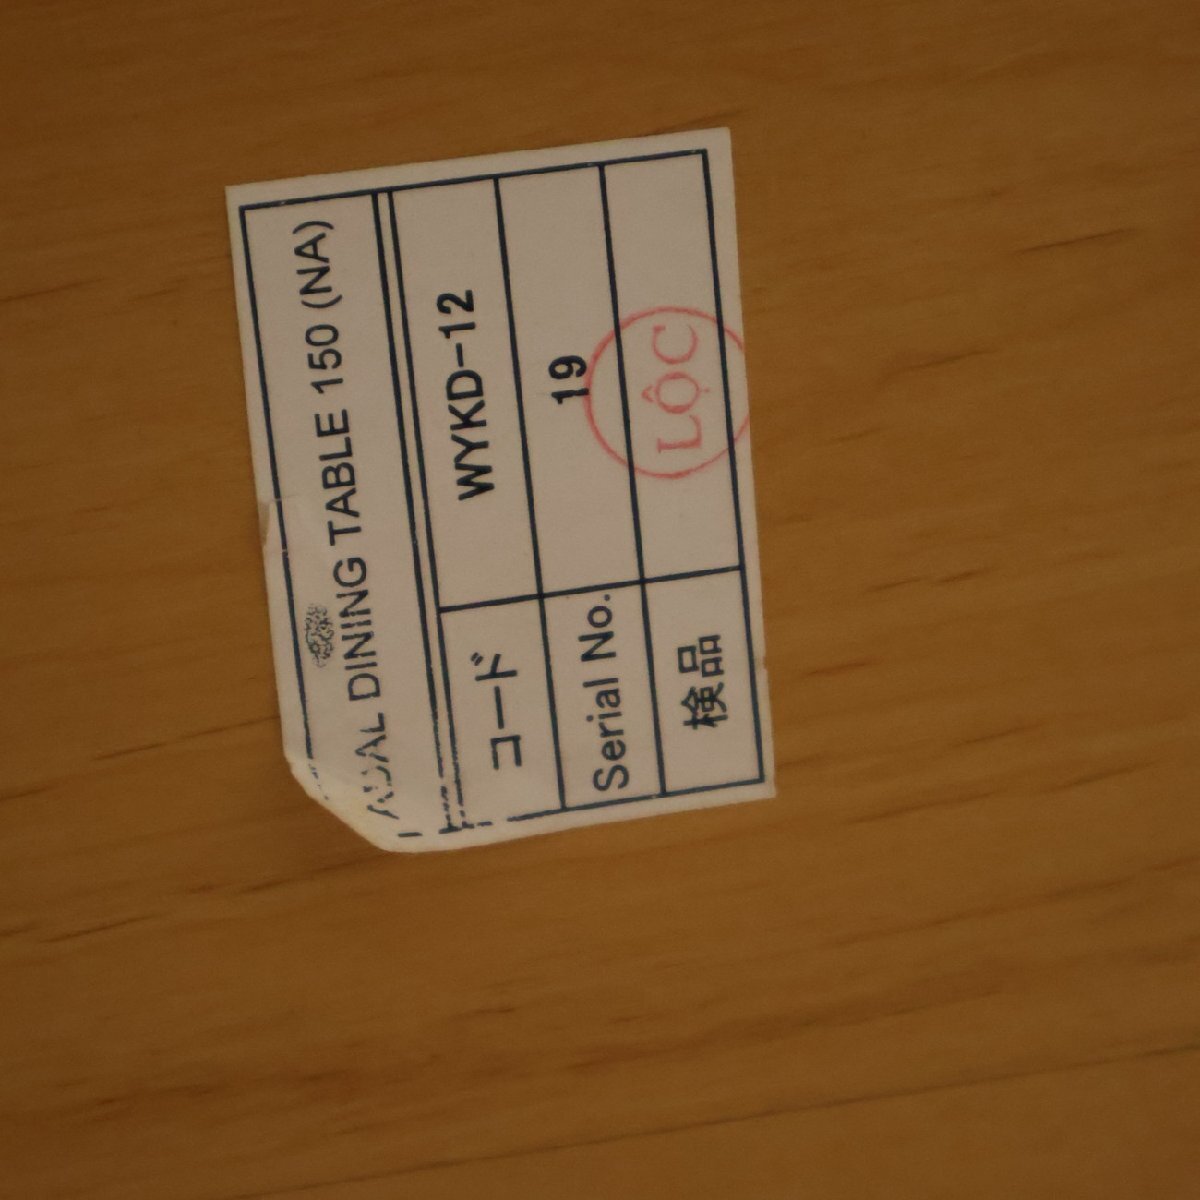 DINING TABLE 150 (NA)
コード WYKD-12
Serial No. 19
検品 LỘC